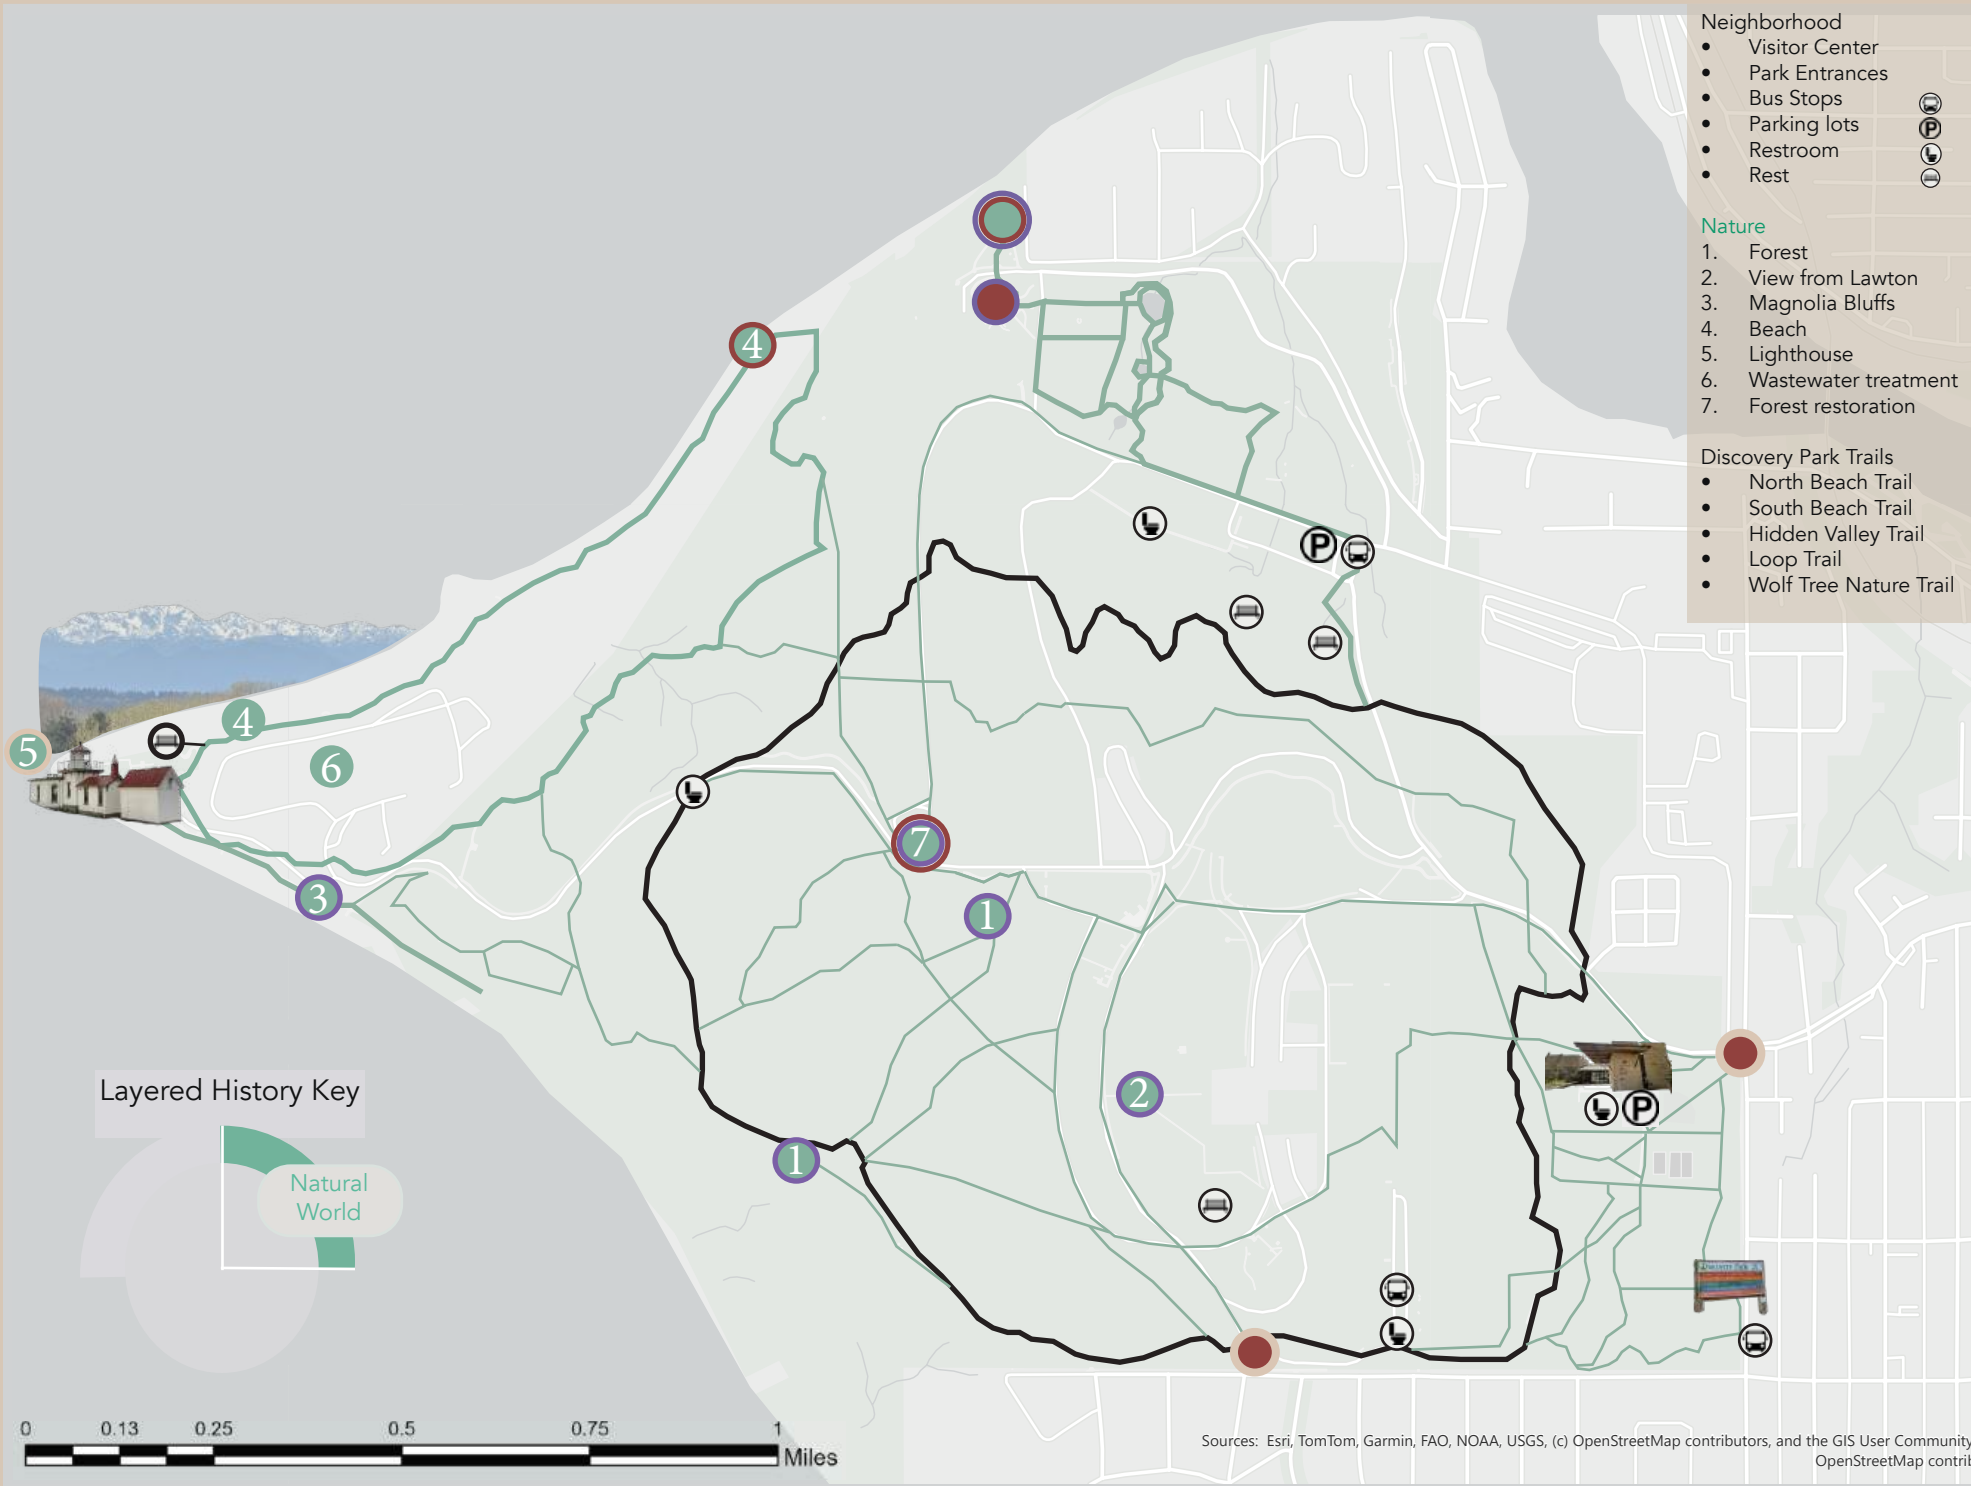 Neighborhood
• Visitor Center
• Park Entrances
• Bus Stops
• Parking lots P
• Restroom
• Rest
Nature
1. Forest
2. View from Lawton
3. Magnolia Bluffs
4. Beach
5. Lighthouse
6. Wastewater treatment
7. Forest restoration
Discovery Park Trails
• North Beach Trail
• South Beach Trail
• Hidden Valley Trail
• Loop Trail
• Wolf Tree Nature Trail
4
P
4
5
6
7
3
1
2
P
1
Layered History Key
Natural
World
0 0.13 0.25 0.5 0.75 1
Miles
Sources: Esri, TomTom, Garmin, FAO, NOAA, USGS, (c) OpenStreetMap contributors, and the GIS User Community
OpenStreetMap contrib